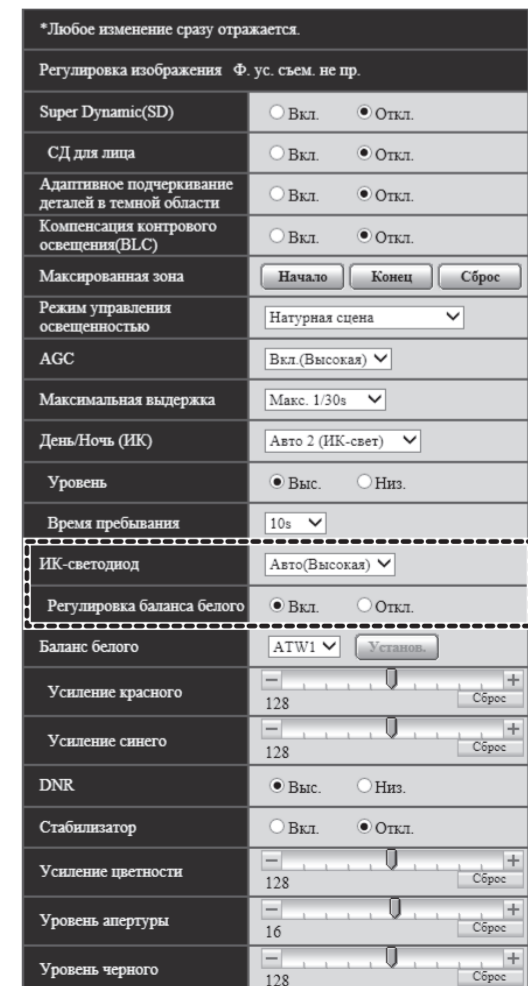 *Любое изменение сразу отражается.
Регулировка изображения Ф. ус. съем. не пр.
Super Dynamic(SD) Вкл. Откл.
СД для лица Вкл. Откл.
Адаптивное подчеркивание
деталей в темной области Вкл. Откл.
Компенсация контрового
освещения(BLC) Вкл. Откл.
Максированная зона Начало Конец Сброс
Режим управления
освещенностью Натурная сцена
AGC Вкл.(Высокая)
Максимальная выдержка Макс. 1/30s
День/Ночь (ИК) Авто 2 (ИК-свет)
Уровень Выс. Низ.
Время пребывания 10s
ИК-светодиод Авто(Высокая)
Регулировка баланса белого Вкл. Откл.
Баланс белого ATW1 Установ.
Усиление красного − +
128 Сброс
Усиление синего − +
128 Сброс
DNR Выс. Низ.
Стабилизатор Вкл. Откл.
Усиление цветности − +
128 Сброс
Уровень апертуры − +
16 Сброс
Уровень черного − +
128 Сброс